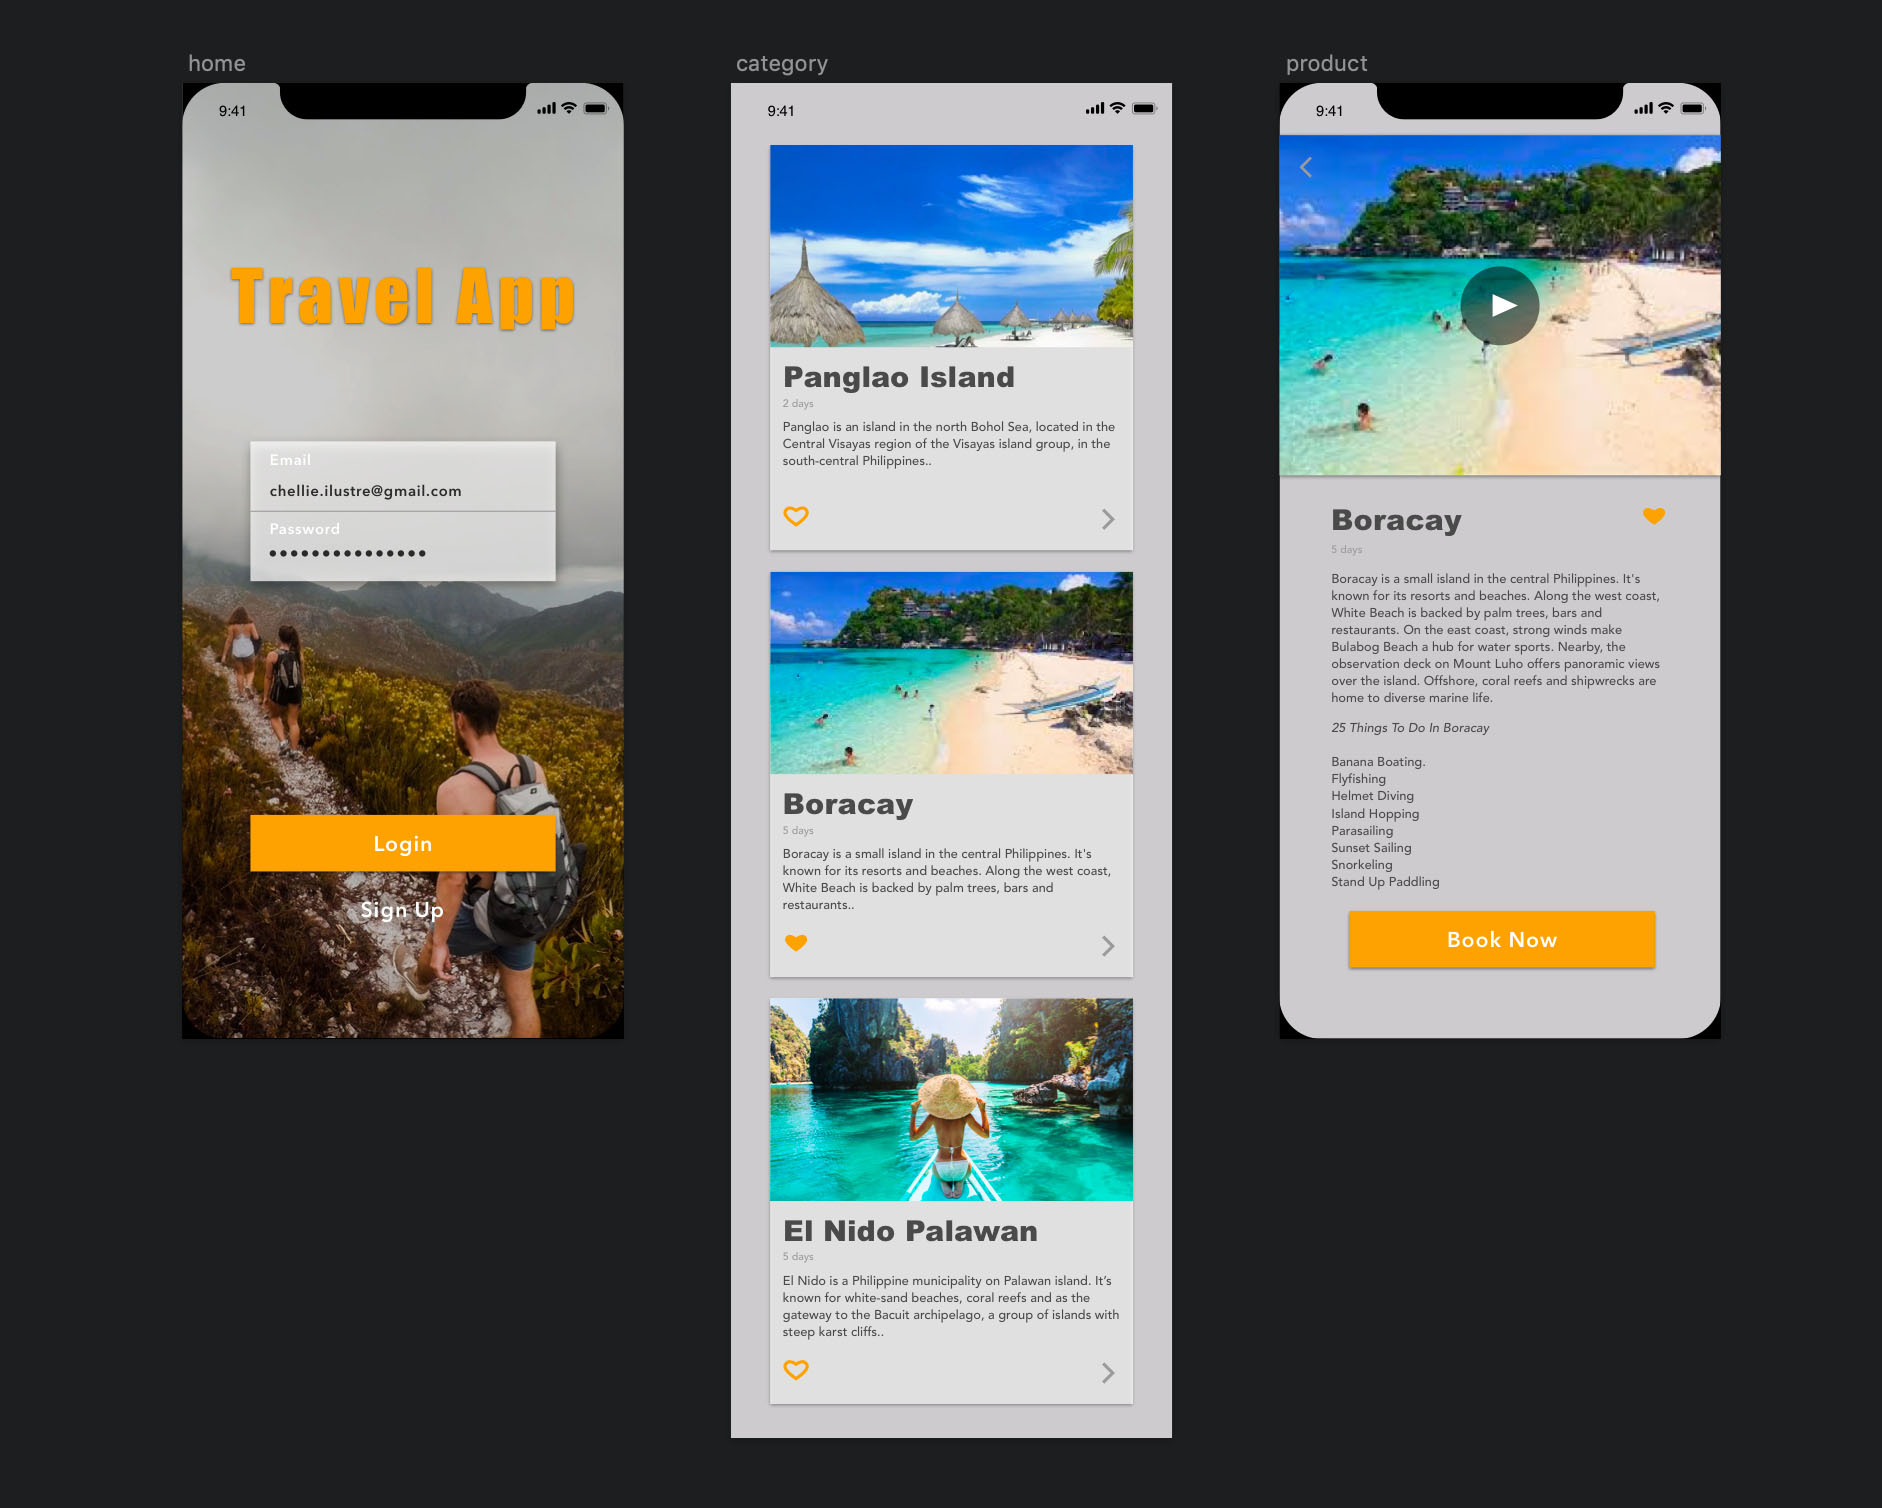 home
9:41
Travel App
Email
chellie.ilustre@gmail.com
Password
Login
Sign Up
category
9:41
Panglao Island
2 days
Panglao is an island in the north Bohol Sea, located in the
Central Visayas region of the Visayas island group, in the
south-central Philippines..
Boracay
5 days
Boracay is a small island in the central Philippines. It's
known for its resorts and beaches. Along the west coast,
White Beach is backed by palm trees, bars and
restaurants..
El Nido Palawan
5 days
El Nido is a Philippine municipality on Palawan island. It’s
known for white-sand beaches, coral reefs and as the
gateway to the Bacuit archipelago, a group of islands with
steep karst cliffs..
product
9:41
Boracay
5 days
Boracay is a small island in the central Philippines. It's
known for its resorts and beaches. Along the west coast,
White Beach is backed by palm trees, bars and
restaurants. On the east coast, strong winds make
Bulabog Beach a hub for water sports. Nearby, the
observation deck on Mount Luho offers panoramic views
over the island. Offshore, coral reefs and shipwrecks are
home to diverse marine life.
25 Things To Do In Boracay
Banana Boating.
Flyfishing
Helmet Diving
Island Hopping
Parasailing
Sunset Sailing
Snorkeling
Stand Up Paddling
Book Now